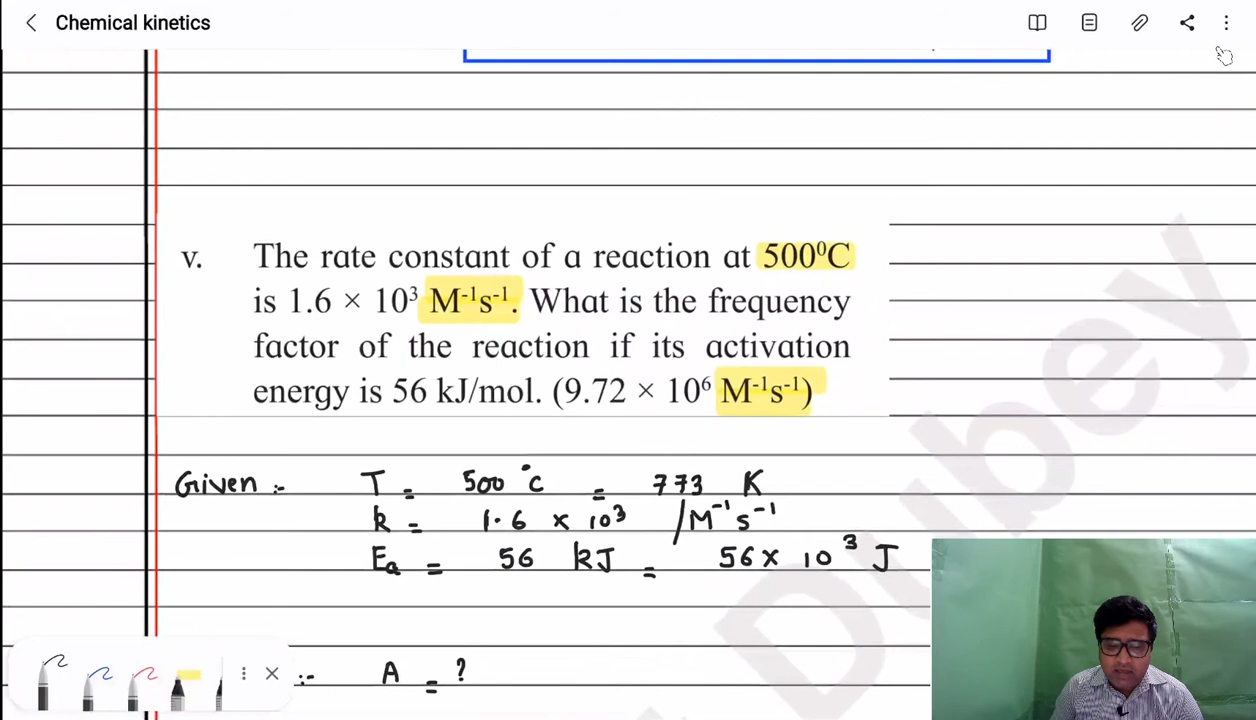 Chemical kinetics
v. The rate constant of a reaction at 500⁰C
is 1.6 × 10³ M⁻¹s⁻¹. What is the frequency
factor of the reaction if its activation
energy is 56 kJ/mol. (9.72 × 10⁶ M⁻¹s⁻¹)
Given :- T = 500 °C = 773 K
k = 1.6 × 10³ /M⁻¹ s⁻¹
Ea = 56 kJ = 56 × 10³ J
:- A = ?
Dubey